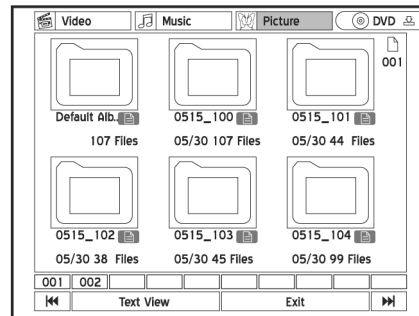 Video Music Picture DVD
001
Default Alb.. 0515_100 0515_101
107 Files 05/30 107 Files 05/30 44 Files
0515_102 0515_103 0515_104
05/30 38 Files 05/30 45 Files 05/30 99 Files
001 002
Text View Exit